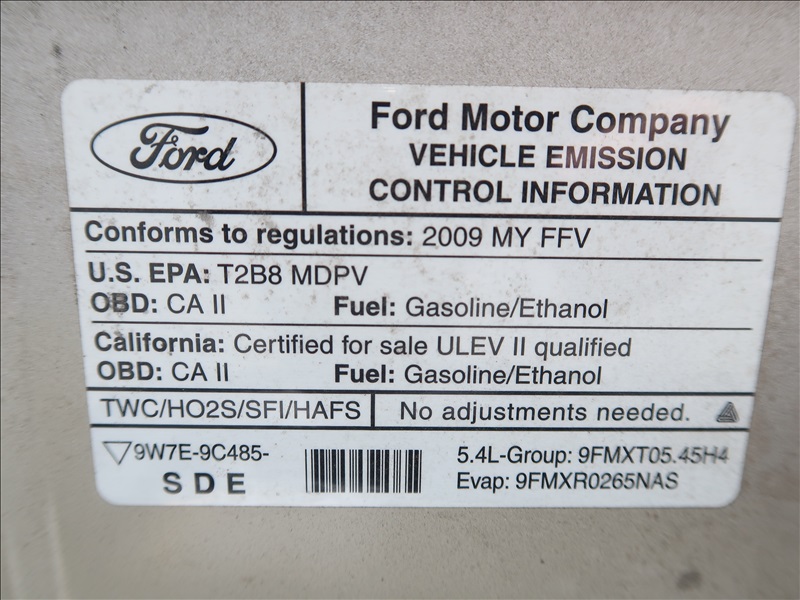 Ford
Ford Motor Company
VEHICLE EMISSION
CONTROL INFORMATION
Conforms to regulations: 2009 MY FFV
U.S. EPA: T2B8 MDPV
OBD: CA II Fuel: Gasoline/Ethanol
California: Certified for sale ULEV II qualified
OBD: CA II Fuel: Gasoline/Ethanol
TWC/HO2S/SFI/HAFS No adjustments needed.
9W7E-9C485- 5.4L-Group: 9FMXT05.45H4
SDE Evap: 9FMXR0265NAS